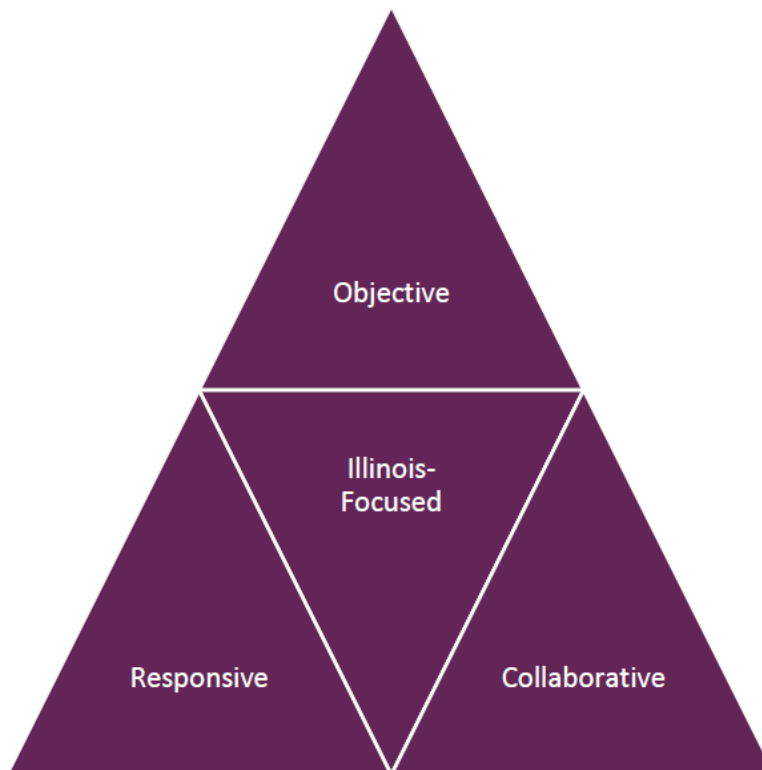 Objective
Illinois-
Focused
Responsive
Collaborative